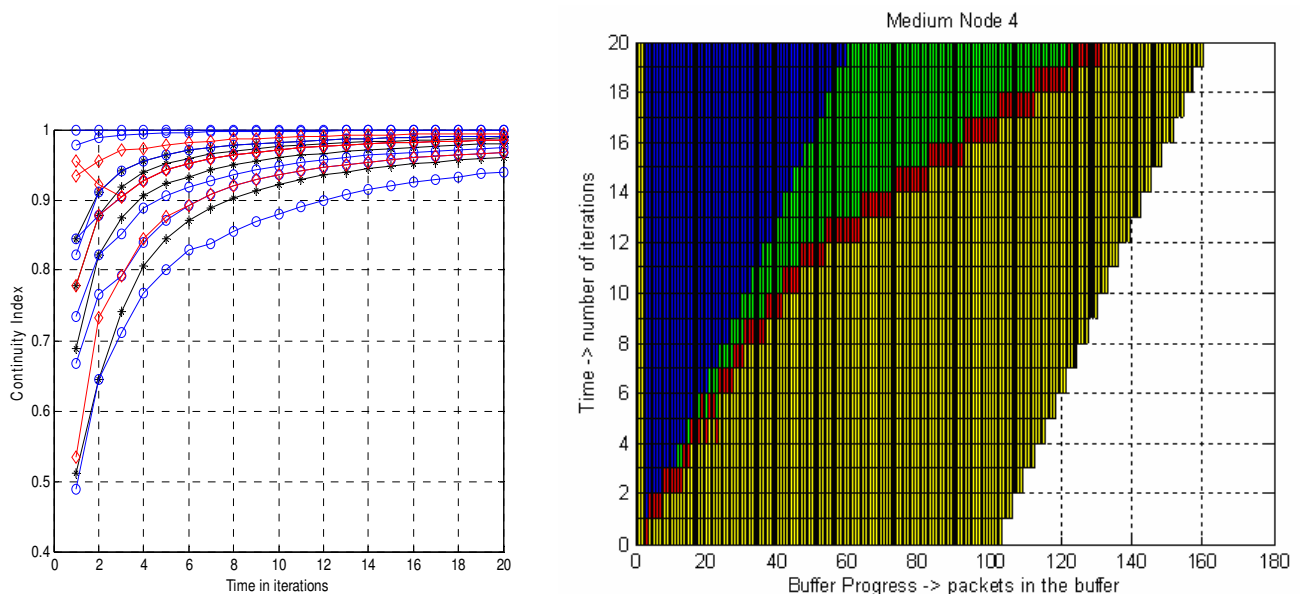 1
0.9
0.8
0.7
0.6
0.5
0.4
Continuity Index
0 2 4 6 8 10 12 14 16 18 20
Time in iterations
Medium Node 4
20
18
16
14
12
10
8
6
4
2
0
Time -> number of iterations
0 20 40 60 80 100 120 140 160 180
Buffer Progress -> packets in the buffer